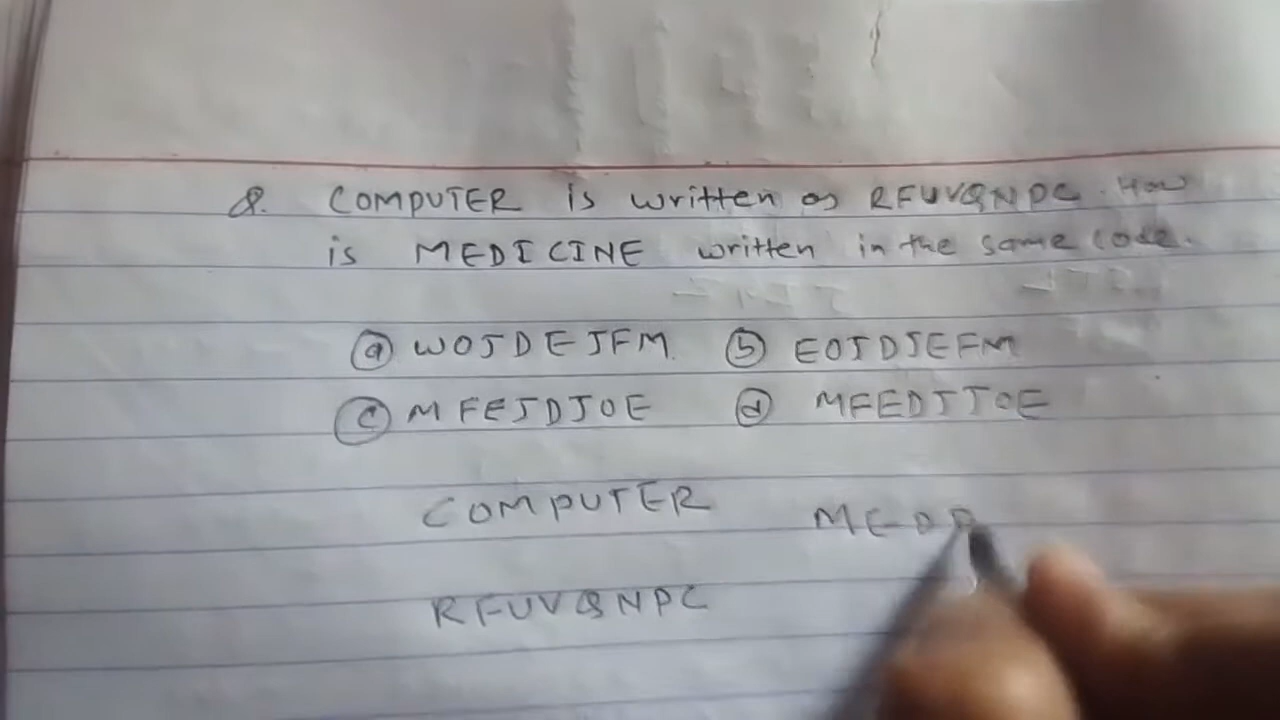 Q. COMPUTER is written as RFUVQNPC. How
is MEDICINE written in the same code.
(a) WOJDEJFM. (b) EOJDJEFM
(c) MFEJDJOE (d) MFEDJJOE
COMPUTER MED
RFUVQNPC